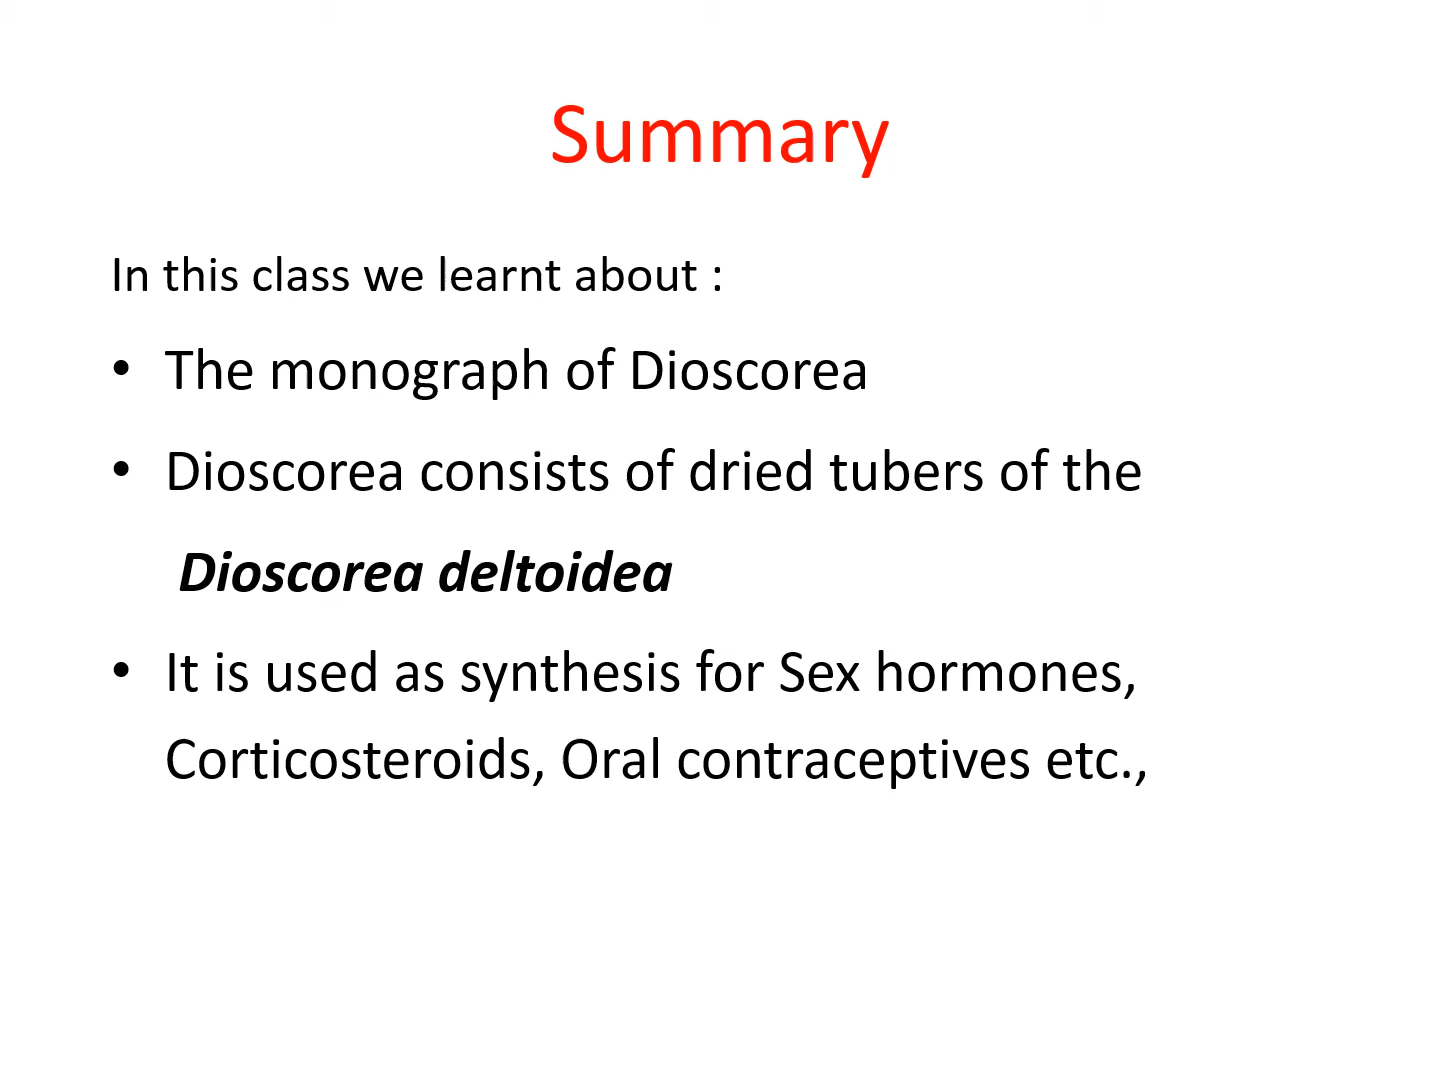 Summary
In this class we learnt about :
• The monograph of Dioscorea
• Dioscorea consists of dried tubers of the
Dioscorea deltoidea
• It is used as synthesis for Sex hormones,
Corticosteroids, Oral contraceptives etc.,